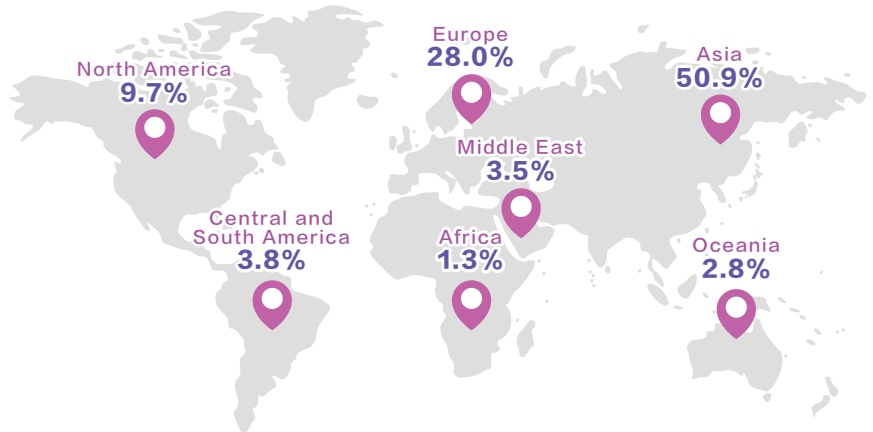 Europe
28.0%
Asia
50.9%
North America
9.7%
Middle East
3.5%
Central and
South America
3.8%
Africa
1.3%
Oceania
2.8%